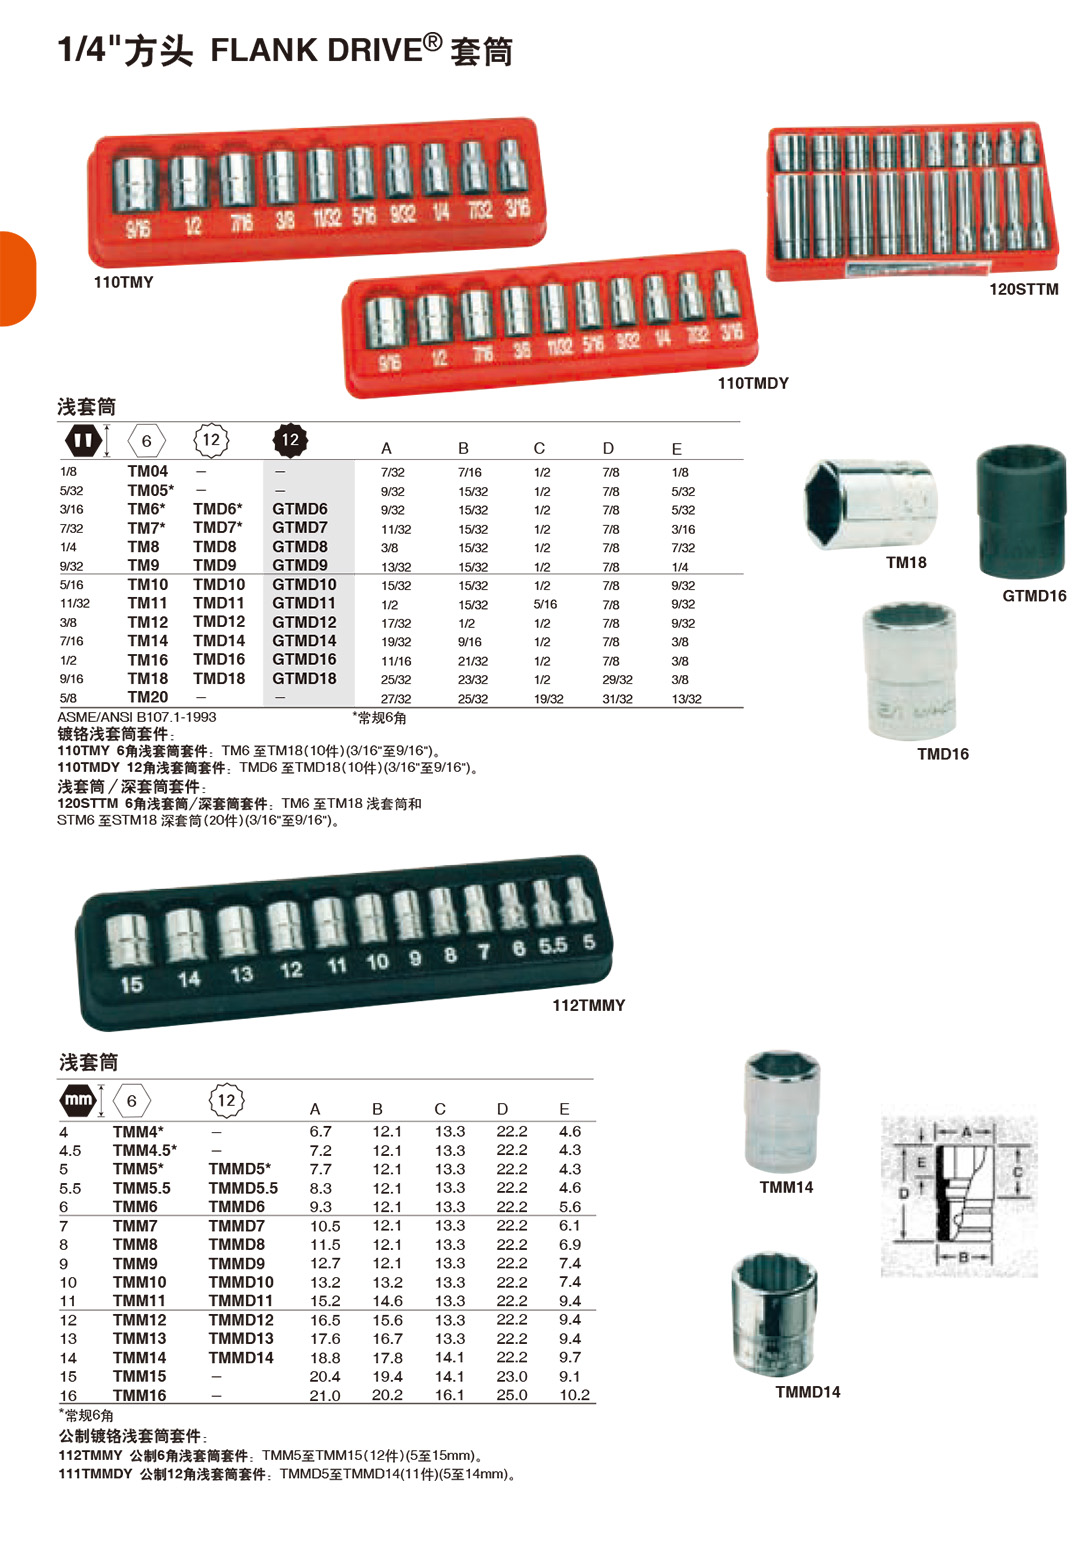 1/4"方头 FLANK DRIVE® 套筒
9/16 1/2 7/16 3/8 11/32 5/16 9/32 1/4 7/32 3/16
110TMY
120STTM
9/16 1/2 7/16 3/8 11/32 5/16 9/32 1/4 7/32 3/16
110TMDY
浅套筒
6 12 12 A B C D E
1/8 TM04 – – 7/32 7/16 1/2 7/8 1/8
5/32 TM05* – – 9/32 15/32 1/2 7/8 5/32
3/16 TM6* TMD6* GTMD6 9/32 15/32 1/2 7/8 5/32
7/32 TM7* TMD7* GTMD7 11/32 15/32 1/2 7/8 3/16
1/4 TM8 TMD8 GTMD8 3/8 15/32 1/2 7/8 7/32
9/32 TM9 TMD9 GTMD9 13/32 15/32 1/2 7/8 1/4
5/16 TM10 TMD10 GTMD10 15/32 15/32 1/2 7/8 9/32
11/32 TM11 TMD11 GTMD11 1/2 15/32 5/16 7/8 9/32
3/8 TM12 TMD12 GTMD12 17/32 1/2 1/2 7/8 9/32
7/16 TM14 TMD14 GTMD14 19/32 9/16 1/2 7/8 3/8
1/2 TM16 TMD16 GTMD16 11/16 21/32 1/2 7/8 3/8
9/16 TM18 TMD18 GTMD18 25/32 23/32 1/2 29/32 3/8
5/8 TM20 – – 27/32 25/32 19/32 31/32 13/32
ASME/ANSI B107.1-1993 *常规6角
TM18
GTMD16
TMD16
镀铬浅套筒套件：
110TMY 6角浅套筒套件：TM6 至TM18(10件)(3/16"至9/16")。
110TMDY 12角浅套筒套件：TMD6 至TMD18(10件)(3/16"至9/16")。
浅套筒／深套筒套件：
120STTM 6角浅套筒/深套筒套件：TM6 至TM18 浅套筒和
STM6 至STM18 深套筒(20件)(3/16"至9/16")。
15 14 13 12 11 10 9 8 7 6 5.5 5
112TMMY
浅套筒
mm 6 12 A B C D E
4 TMM4* – 6.7 12.1 13.3 22.2 4.6
4.5 TMM4.5* – 7.2 12.1 13.3 22.2 4.3
5 TMM5* TMMD5* 7.7 12.1 13.3 22.2 4.3
5.5 TMM5.5 TMMD5.5 8.3 12.1 13.3 22.2 4.6
6 TMM6 TMMD6 9.3 12.1 13.3 22.2 5.6
7 TMM7 TMMD7 10.5 12.1 13.3 22.2 6.1
8 TMM8 TMMD8 11.5 12.1 13.3 22.2 6.9
9 TMM9 TMMD9 12.7 12.1 13.3 22.2 7.4
10 TMM10 TMMD10 13.2 13.2 13.3 22.2 7.4
11 TMM11 TMMD11 15.2 14.6 13.3 22.2 9.4
12 TMM12 TMMD12 16.5 15.6 13.3 22.2 9.4
13 TMM13 TMMD13 17.6 16.7 13.3 22.2 9.4
14 TMM14 TMMD14 18.8 17.8 14.1 22.2 9.7
15 TMM15 – 20.4 19.4 14.1 23.0 9.1
16 TMM16 – 21.0 20.2 16.1 25.0 10.2
*常规6角
TMM14
A
E C
D
B
TMMD14
公制镀铬浅套筒套件：
112TMMY 公制6角浅套筒套件：TMM5至TMM15(12件)(5至15mm)。
111TMMDY 公制12角浅套筒套件：TMMD5至TMMD14(11件)(5至14mm)。